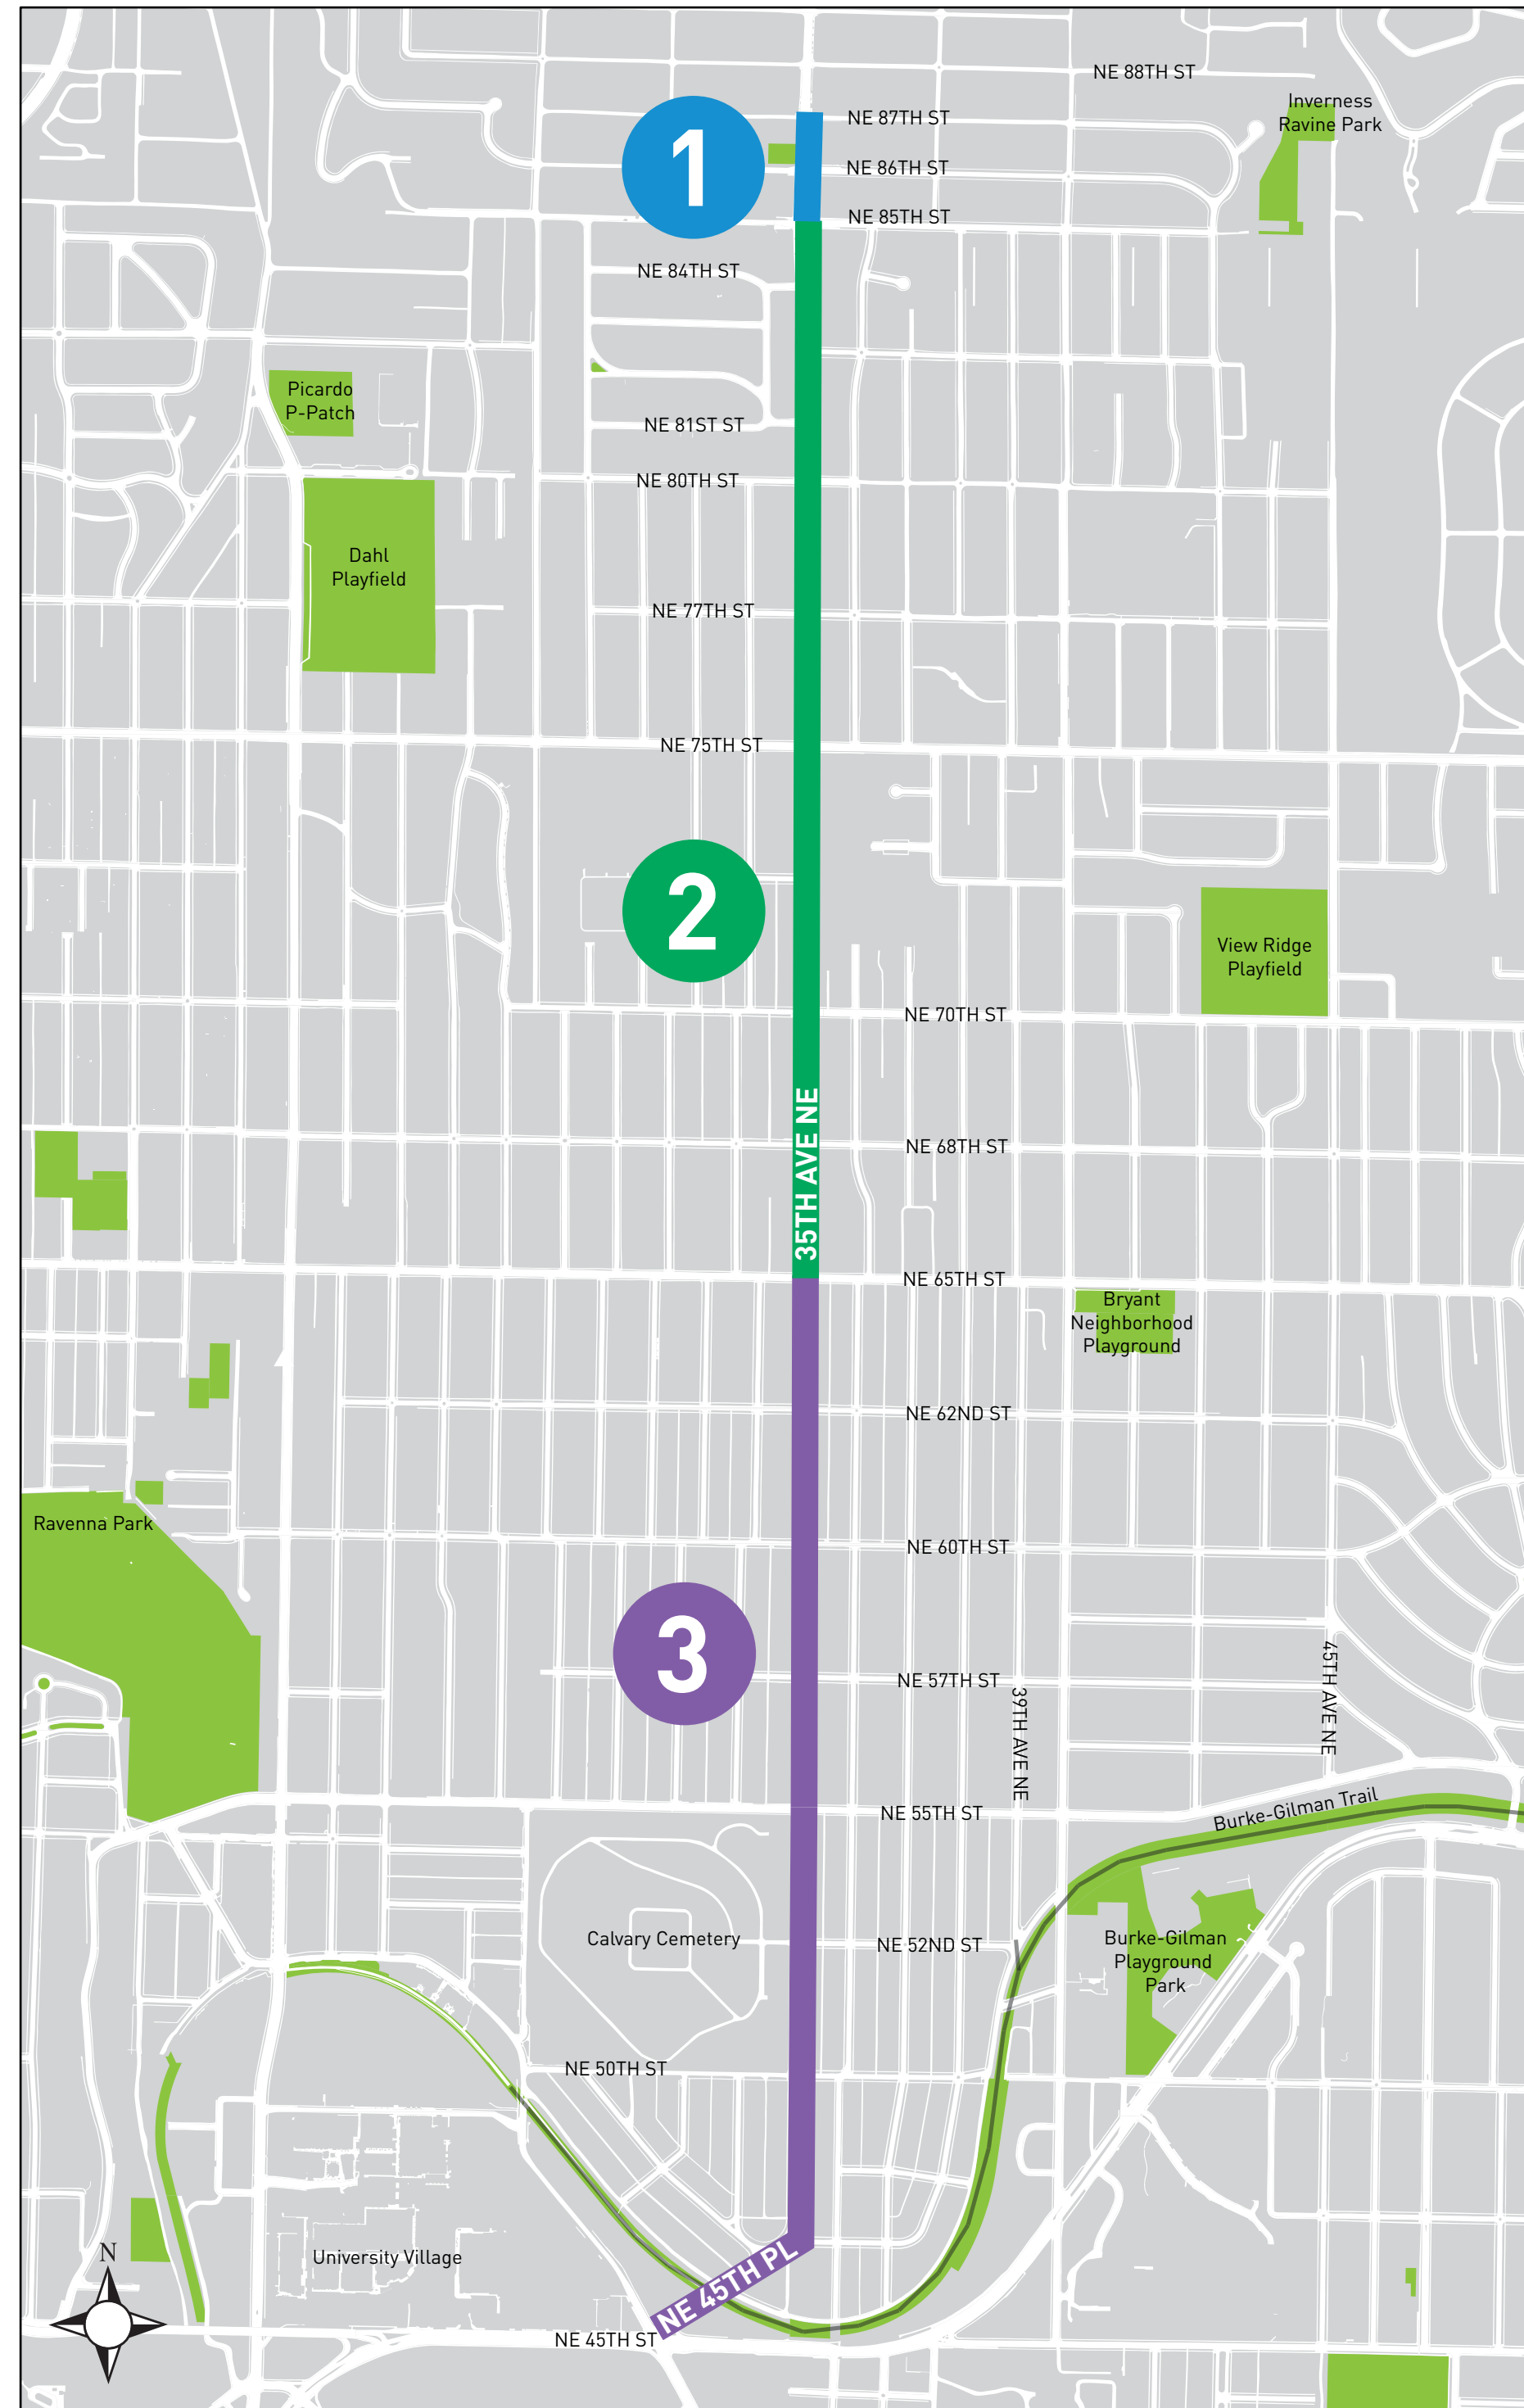 NE 88TH ST
Inverness
Ravine Park
NE 87TH ST
1
NE 86TH ST
NE 85TH ST
NE 84TH ST
Picardo
P-Patch
NE 81ST ST
NE 80TH ST
Dahl
Playfield
NE 77TH ST
NE 75TH ST
2
View Ridge
Playfield
NE 70TH ST
35TH AVE NE
NE 68TH ST
NE 65TH ST
Bryant
Neighborhood
Playground
NE 62ND ST
Ravenna Park
NE 60TH ST
3
NE 57TH ST
39TH AVE NE
45TH AVE NE
NE 55TH ST
Burke-Gilman Trail
Calvary Cemetery
NE 52ND ST
Burke-Gilman
Playground
Park
NE 50TH ST
University Village
NE 45TH PL
N
NE 45TH ST